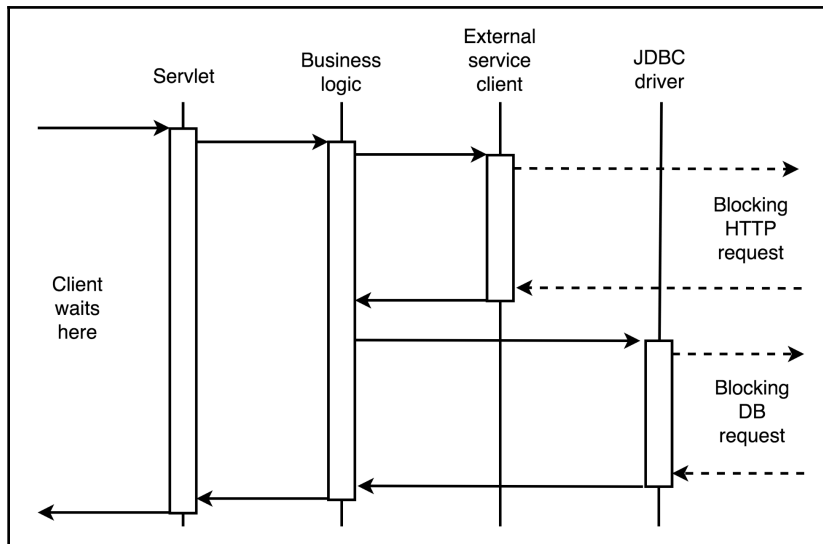 Servlet
Business
logic
External
service
client
JDBC
driver
Client
waits
here
Blocking
HTTP
request
Blocking
DB
request